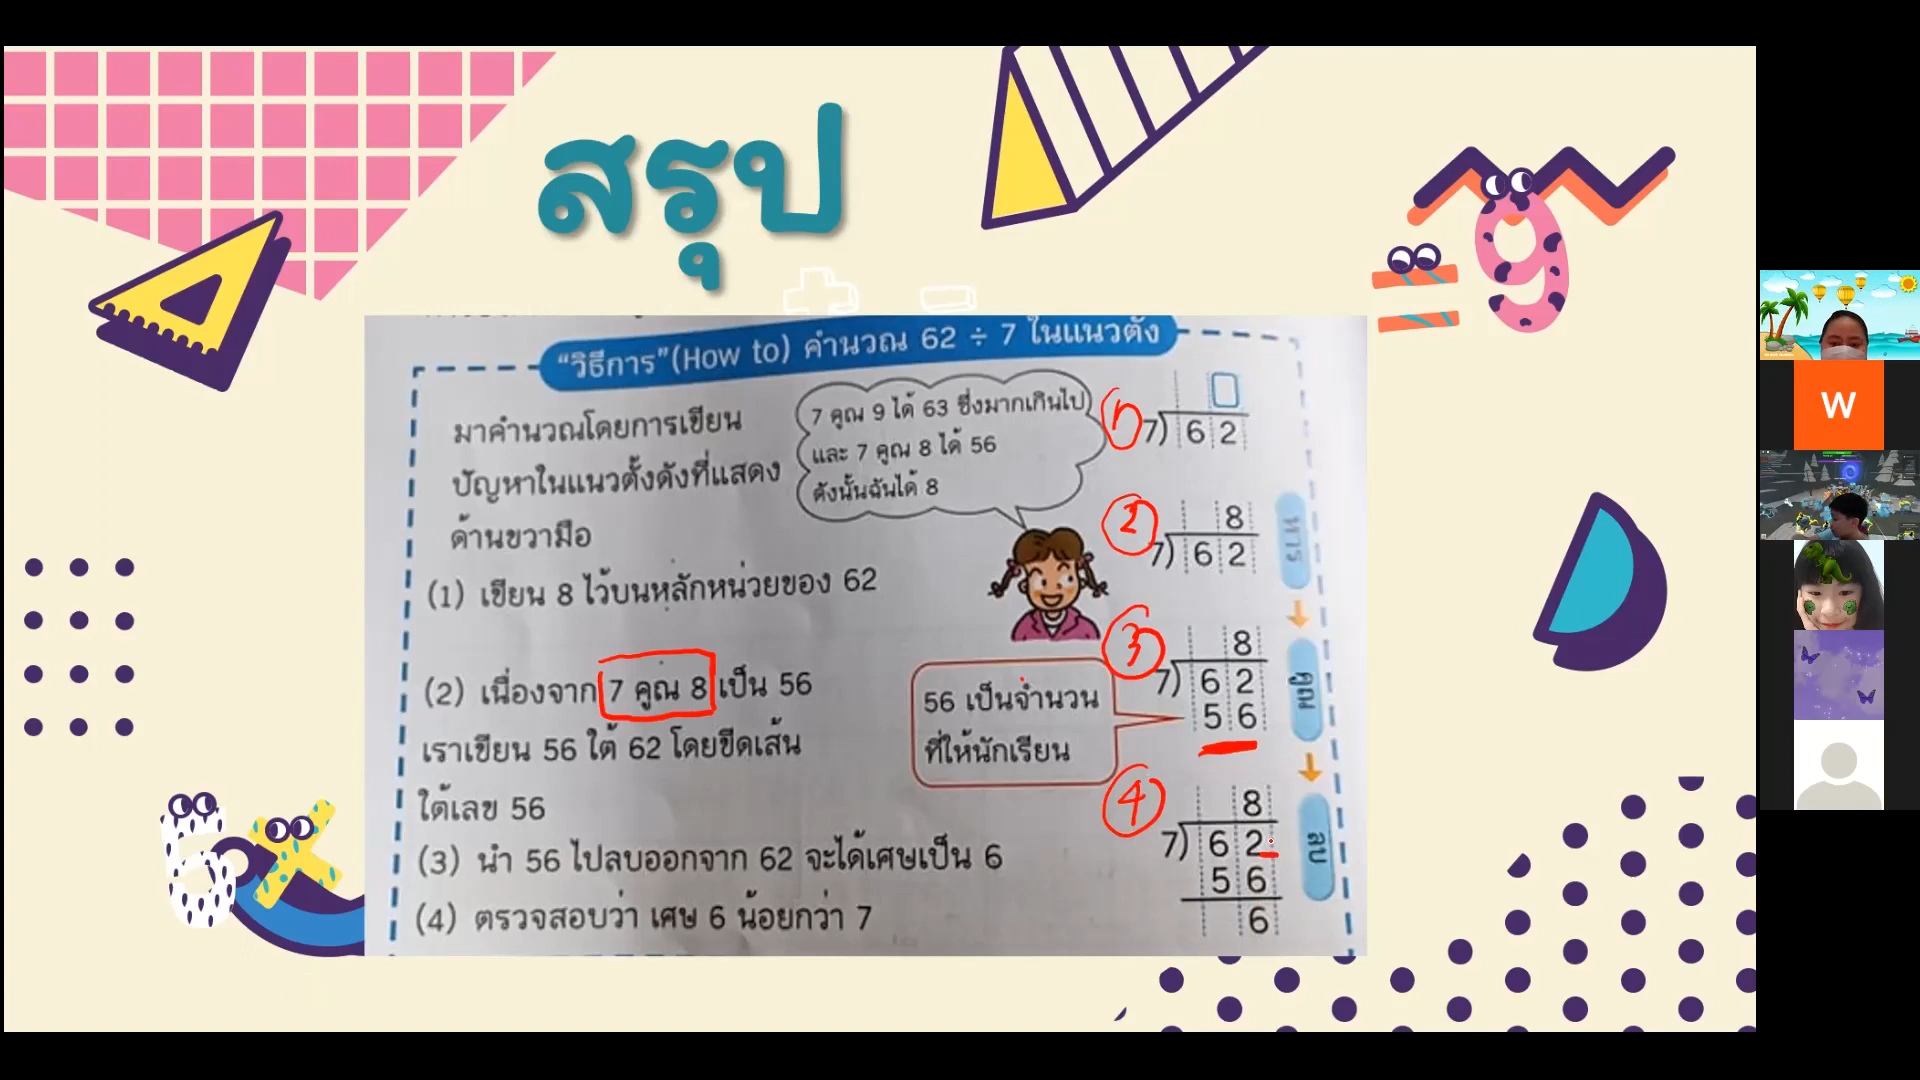 สรุป
“วิธีการ”(How to) คำนวณ 62 ÷ 7 ในแนวตั้ง
มาคำนวณโดยการเขียน
ปัญหาในแนวตั้งดังที่แสดง
ด้านขวามือ
(1) เขียน 8 ไว้บนหลักหน่วยของ 62
(2) เนื่องจาก 7 คูณ 8 เป็น 56
เราเขียน 56 ใต้ 62 โดยขีดเส้น
ใต้เลข 56
(3) นำ 56 ไปลบออกจาก 62 จะได้เศษเป็น 6
(4) ตรวจสอบว่า เศษ 6 น้อยกว่า 7
7 คูณ 9 ได้ 63 ซึ่งมากเกินไป
และ 7 คูณ 8 ได้ 56
ดังนั้นฉันได้ 8
56 เป็นจำนวน
ที่ให้นักเรียน
1
7) 62
2
8
7) 62
หาร
3
8
7) 62
56
คูณ
4
8
7) 62
56
6
ลบ
9
5
W